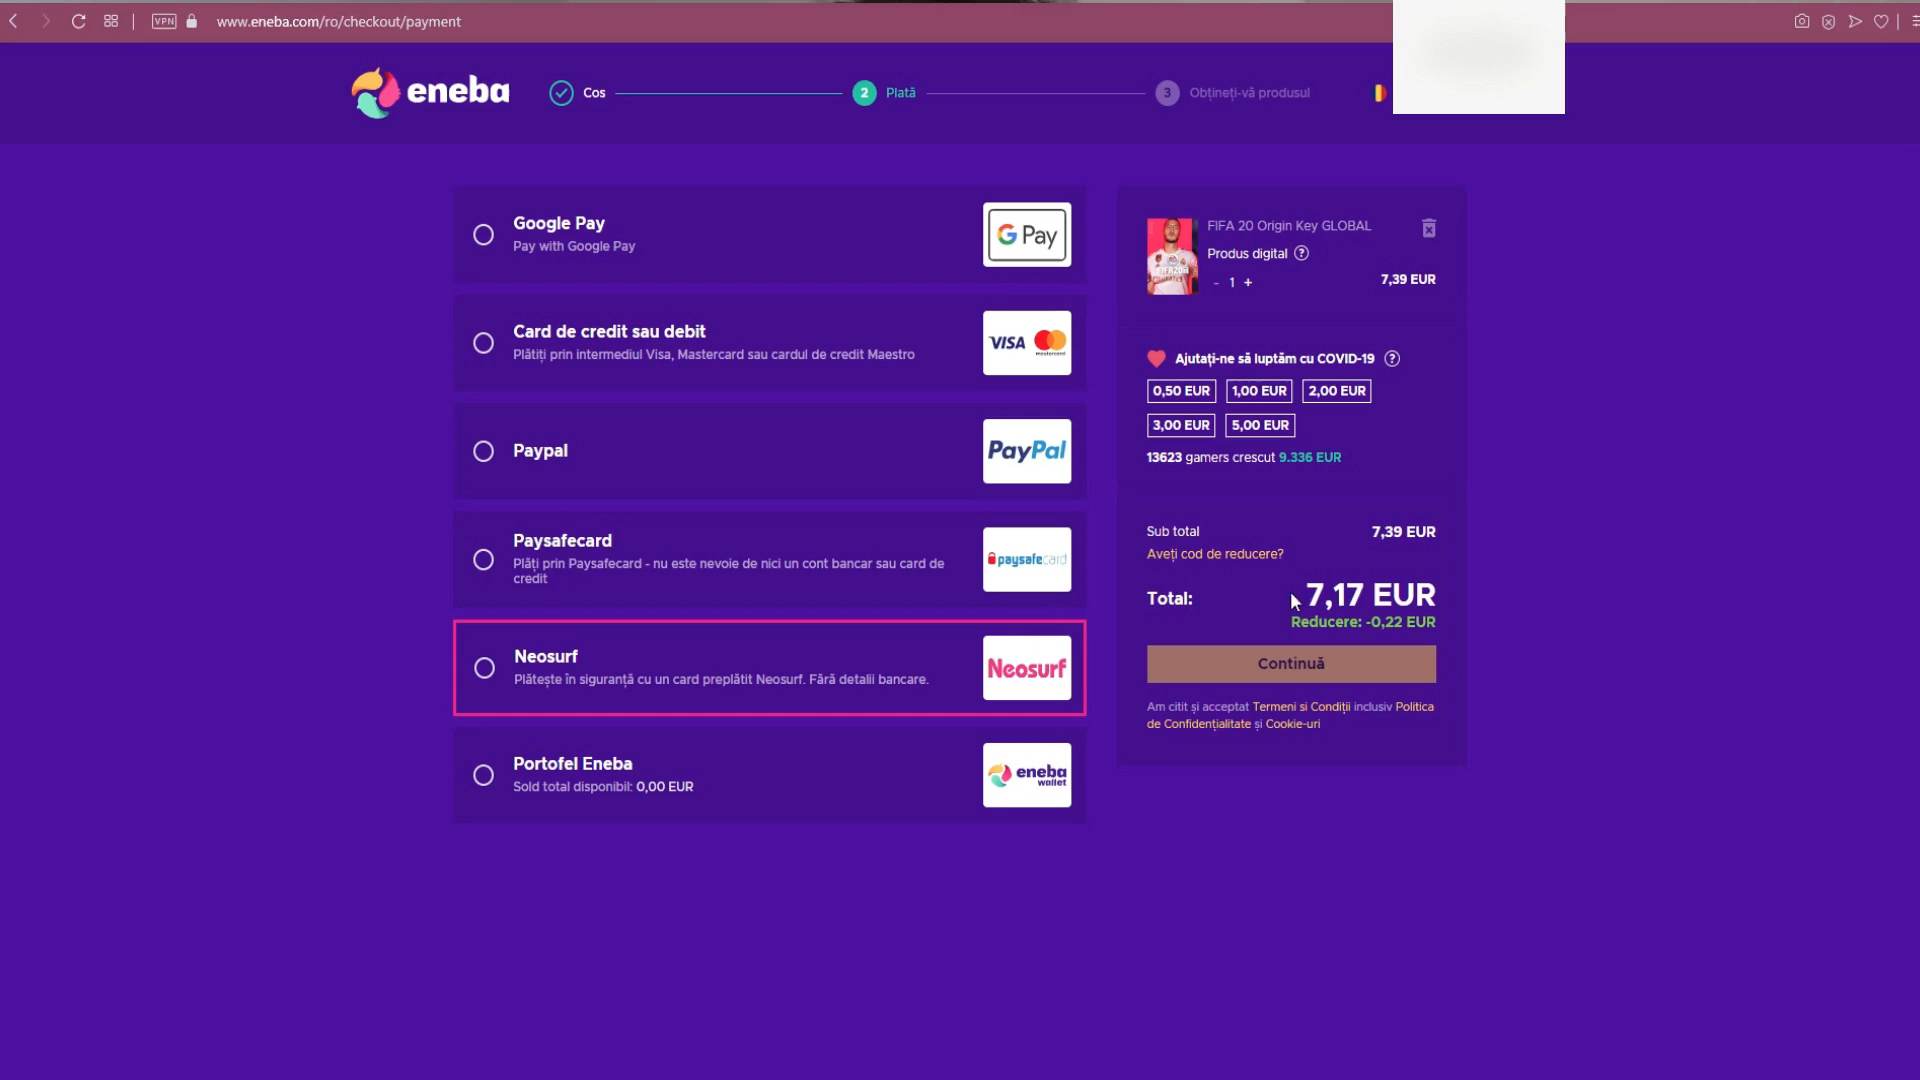 VPN
www.eneba.com/ro/checkout/payment
eneba
Cos
2
Plată
3
Obțineți-vă produsul
Google Pay
Pay with Google Pay
G Pay
Card de credit sau debit
Plătiți prin intermediul Visa, Mastercard sau cardul de credit Maestro
VISA
mastercard
Paypal
PayPal
Paysafecard
Plăți prin Paysafecard - nu este nevoie de nici un cont bancar sau card de
credit
paysafecard
Neosurf
Plătește în siguranță cu un card preplătit Neosurf. Fără detalii bancare.
Neosurf
Portofel Eneba
Sold total disponibil: 0,00 EUR
eneba
wallet
FIFA 20 Origin Key GLOBAL
Produs digital ?
- 1 +
7,39 EUR
Ajutați-ne să luptăm cu COVID-19 ?
0,50 EUR 1,00 EUR 2,00 EUR
3,00 EUR 5,00 EUR
13623 gamers crescut 9.336 EUR
Sub total 7,39 EUR
Aveți cod de reducere?
Total: 7,17 EUR
Reducere: -0,22 EUR
Continuă
Am citit și acceptat Termeni si Condiții inclusiv Politica
de Confidențialitate și Cookie-uri